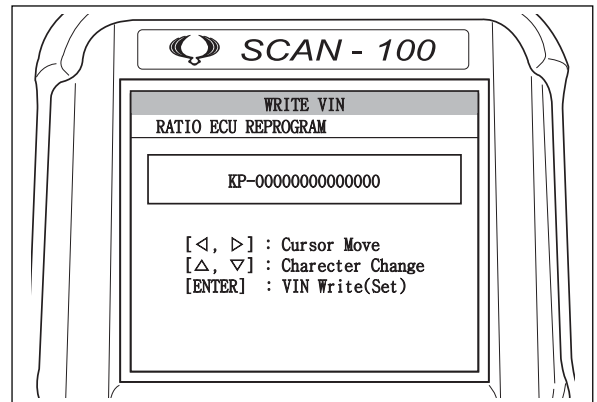 SCAN - 100
WRITE VIN
RATIO ECU REPROGRAM
KP-00000000000000
[◁, ▷] : Cursor Move
[△, ▽] : Charecter Change
[ENTER] : VIN Write(Set)